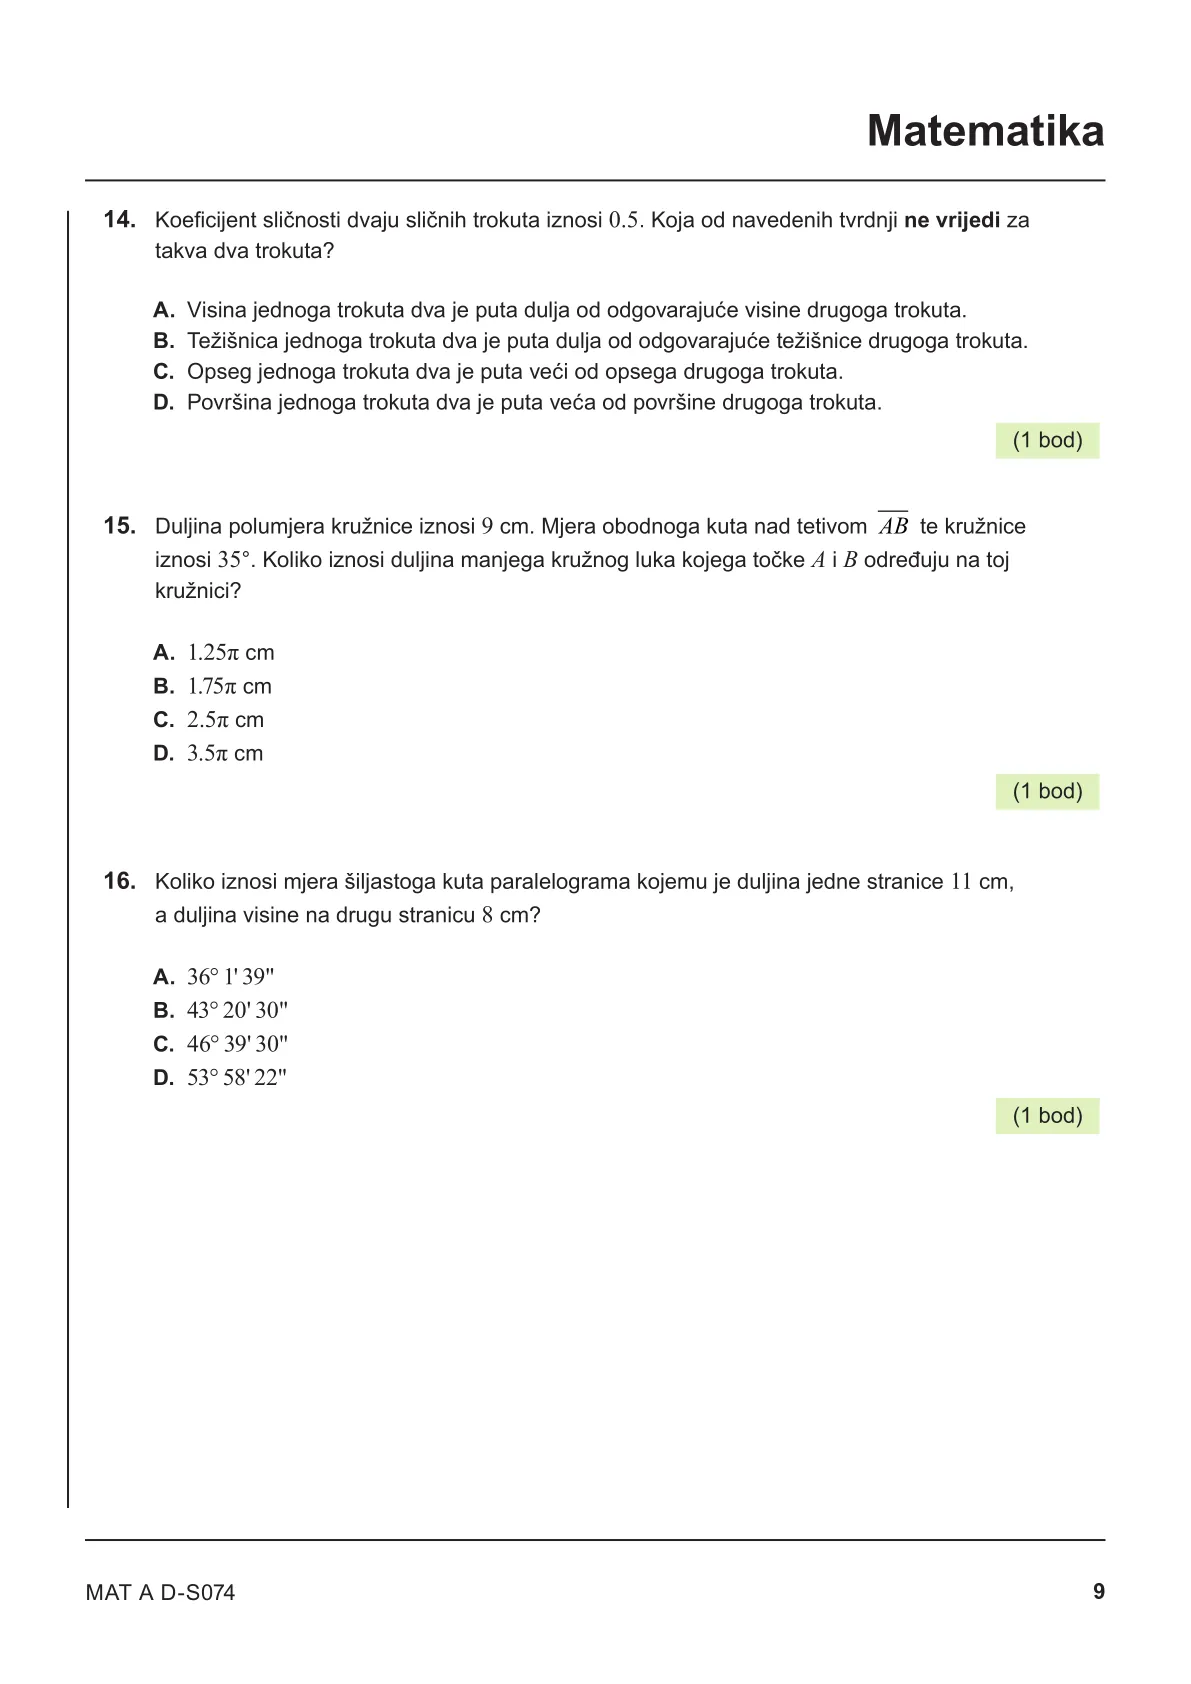 Matematika
14. Koeficijent sličnosti dvaju sličnih trokuta iznosi 0.5. Koja od navedenih tvrdnji ne vrijedi za
takva dva trokuta?
A. Visina jednoga trokuta dva je puta dulja od odgovarajuće visine drugoga trokuta.
B. Težišnica jednoga trokuta dva je puta dulja od odgovarajuće težišnice drugoga trokuta.
C. Opseg jednoga trokuta dva je puta veći od opsega drugoga trokuta.
D. Površina jednoga trokuta dva je puta veća od površine drugoga trokuta.
(1 bod)
15. Duljina polumjera kružnice iznosi 9 cm. Mjera obodnoga kuta nad tetivom \overline{AB} te kružnice
iznosi 35°. Koliko iznosi duljina manjega kružnog luka kojega točke A i B određuju na toj
kružnici?
A. 1.25π cm
B. 1.75π cm
C. 2.5π cm
D. 3.5π cm
(1 bod)
16. Koliko iznosi mjera šiljastoga kuta paralelograma kojemu je duljina jedne stranice 11 cm,
a duljina visine na drugu stranicu 8 cm?
A. 36° 1' 39"
B. 43° 20' 30"
C. 46° 39' 30"
D. 53° 58' 22"
(1 bod)
MAT A D-S074
9